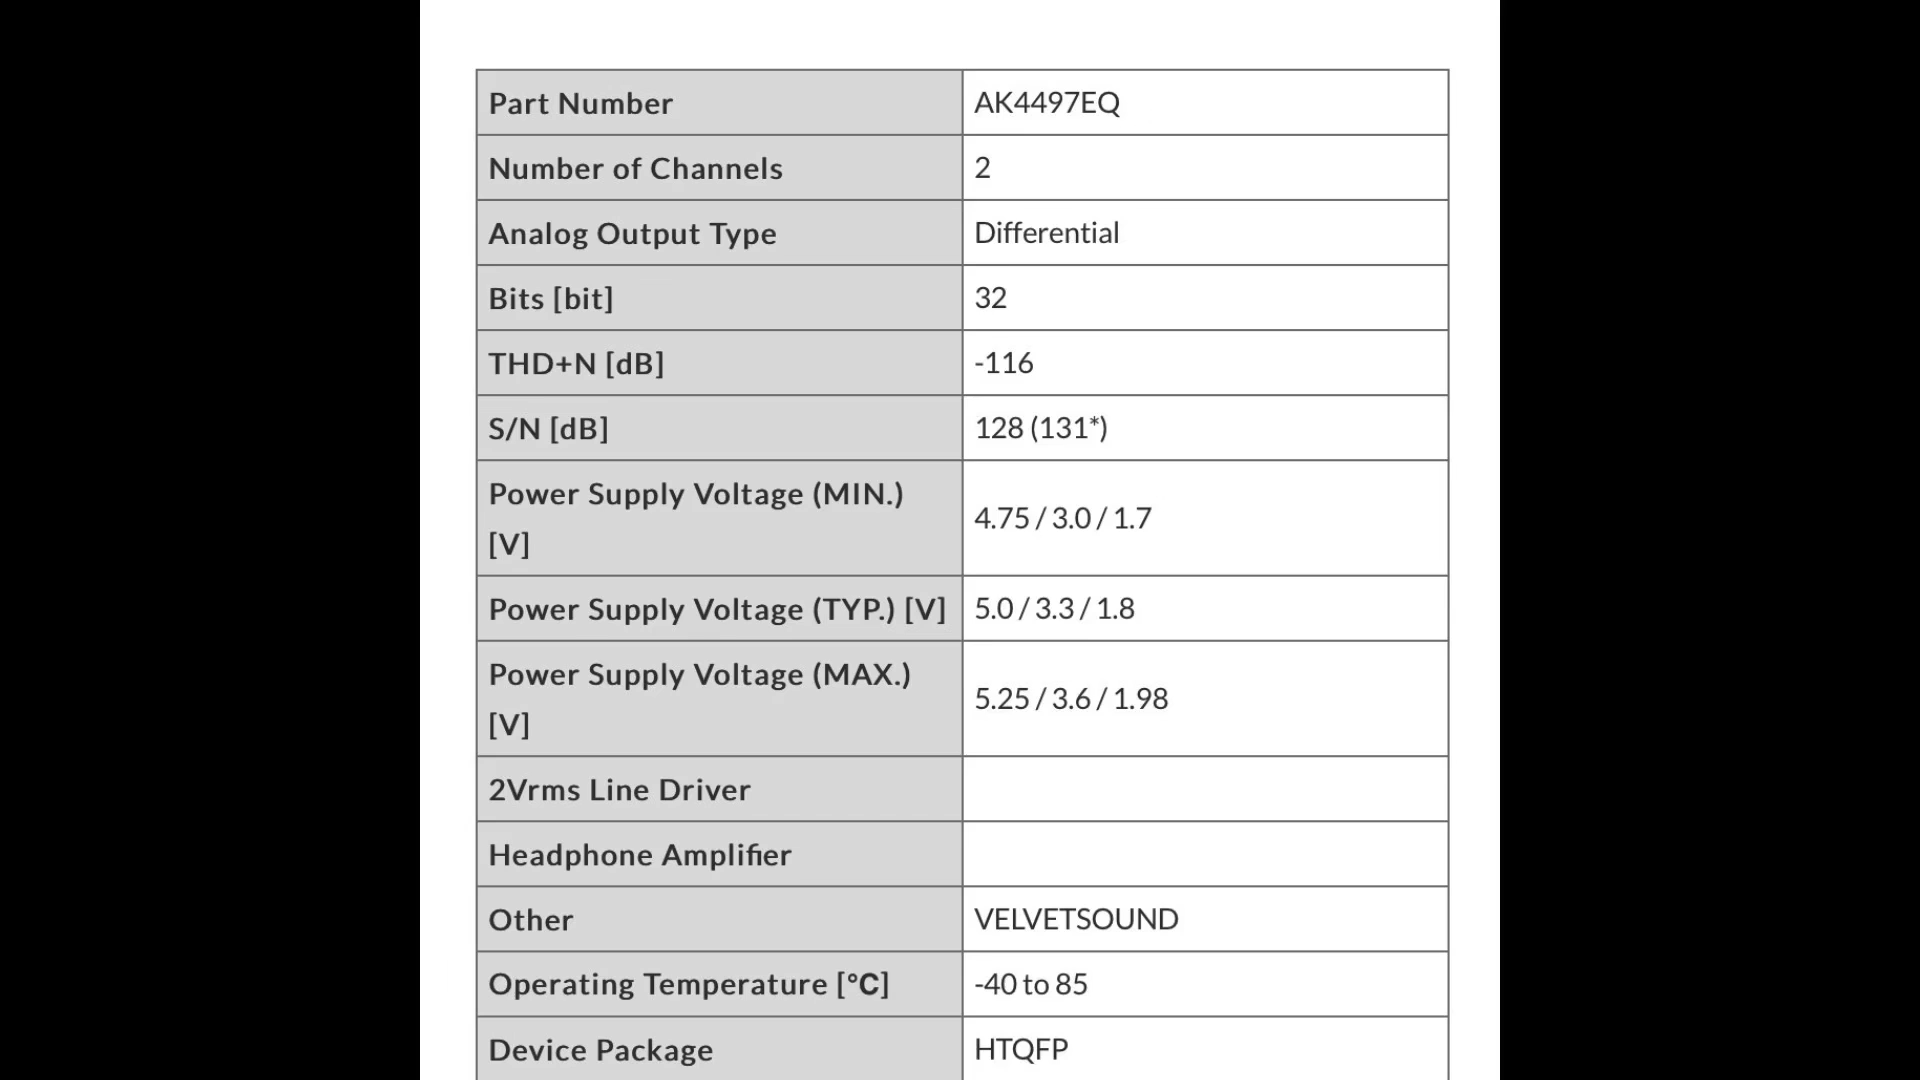 Part Number AK4497EQ
Number of Channels 2
Analog Output Type Differential
Bits [bit] 32
THD+N [dB] -116
S/N [dB] 128 (131*)
Power Supply Voltage (MIN.)
[V] 4.75 / 3.0 / 1.7
Power Supply Voltage (TYP.) [V] 5.0 / 3.3 / 1.8
Power Supply Voltage (MAX.)
[V] 5.25 / 3.6 / 1.98
2Vrms Line Driver
Headphone Amplifier
Other VELVETSOUND
Operating Temperature [°C] -40 to 85
Device Package HTQFP